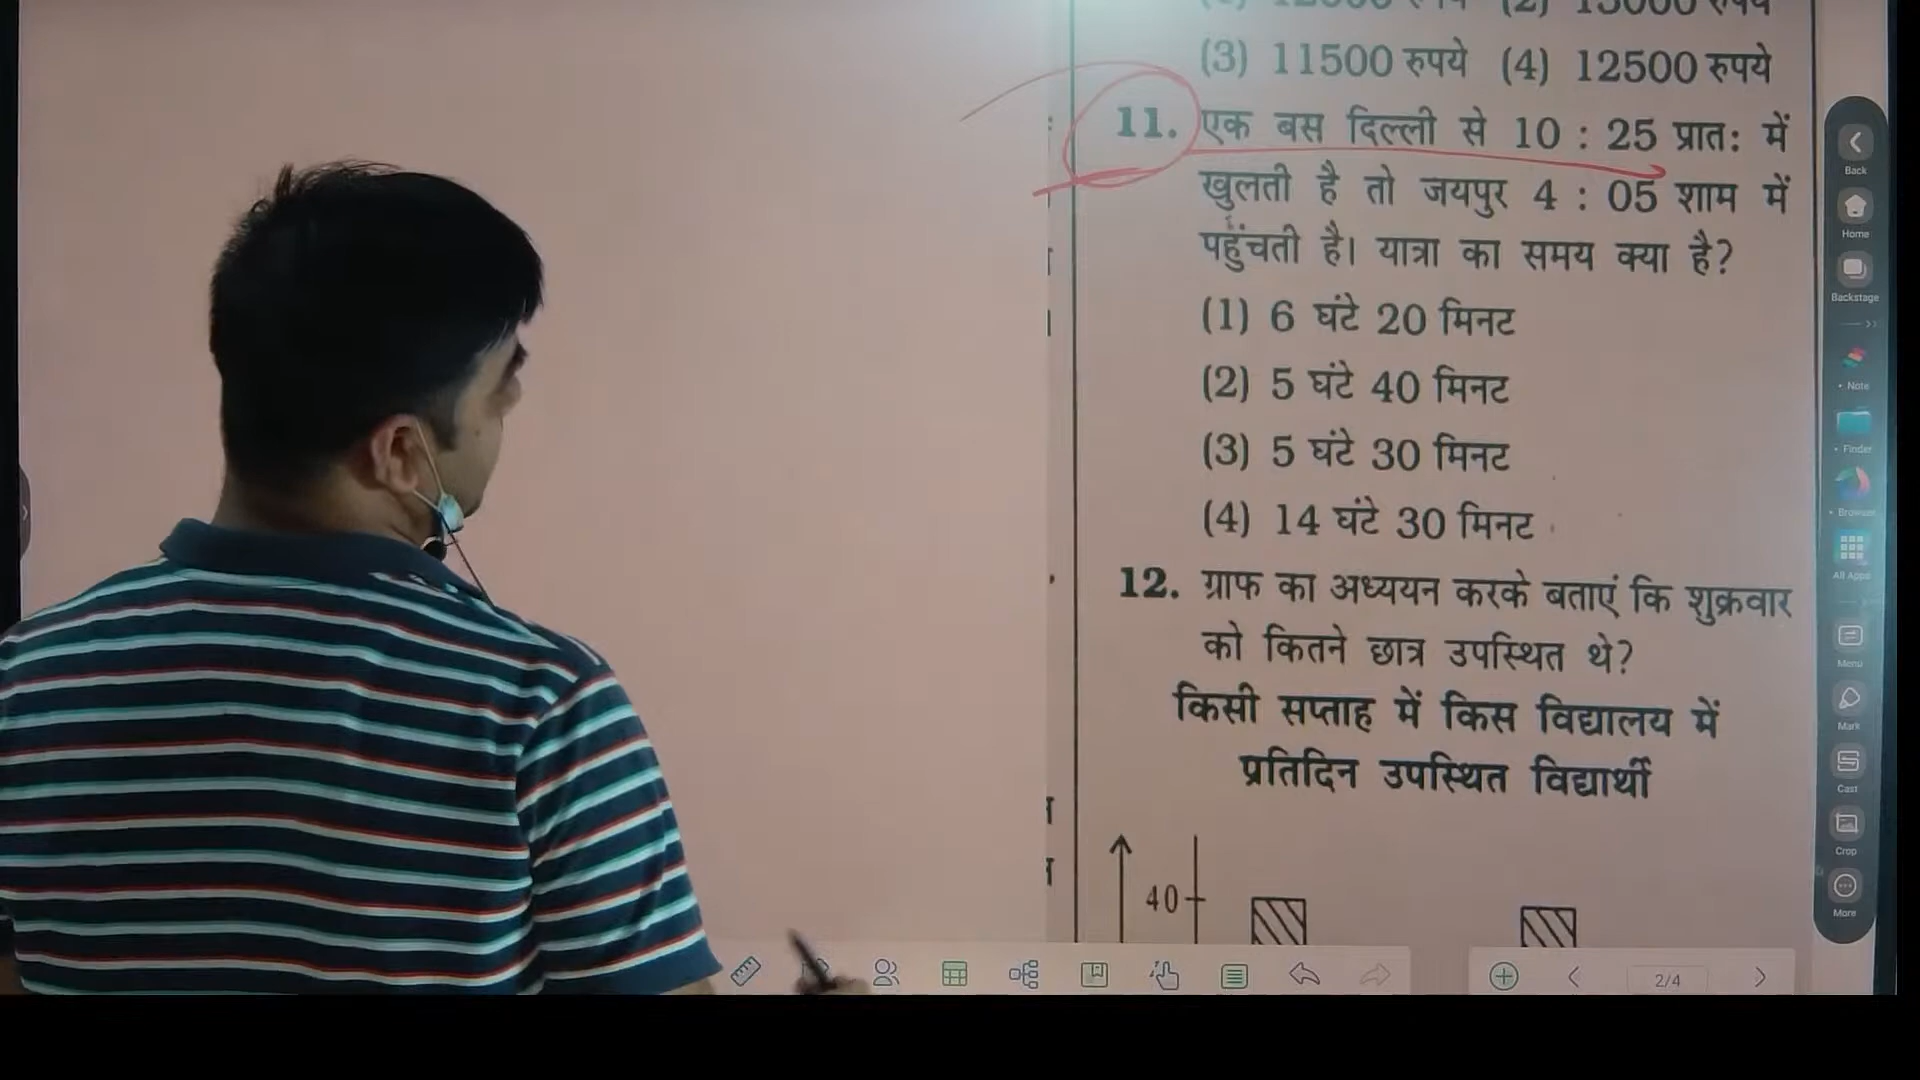 (3) 11500 रुपये (4) 12500 रुपये
11. एक बस दिल्ली से 10 : 25 प्रातः में
खुलती है तो जयपुर 4 : 05 शाम में
पहुंचती है। यात्रा का समय क्या है?
(1) 6 घंटे 20 मिनट
(2) 5 घंटे 40 मिनट
(3) 5 घंटे 30 मिनट
(4) 14 घंटे 30 मिनट
12. ग्राफ का अध्ययन करके बताएं कि शुक्रवार
को कितने छात्र उपस्थित थे?
किसी सप्ताह में किस विद्यालय में
प्रतिदिन उपस्थित विद्यार्थी
40
2/4
Back
Home
Backstage
Note
Finder
Browser
All Apps
Menu
Mark
Cast
Crop
More